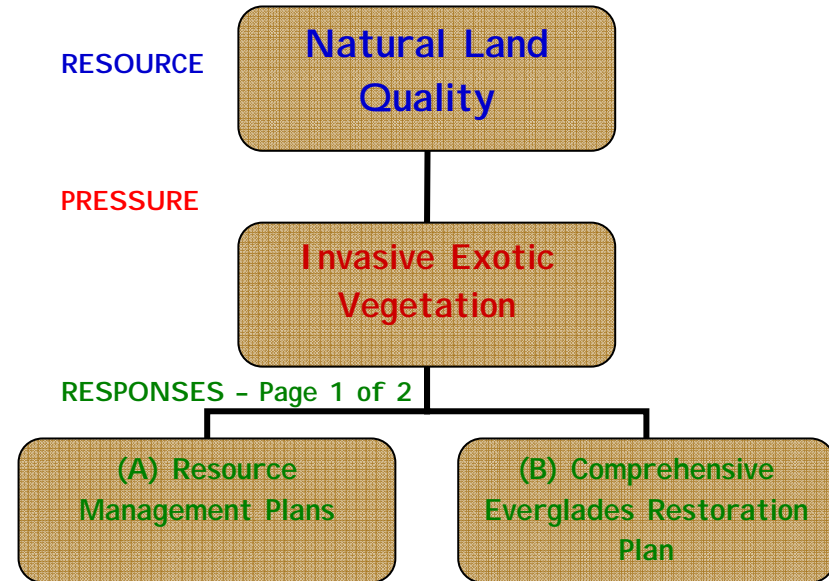 RESOURCE
Natural Land
Quality
PRESSURE
Invasive Exotic
Vegetation
RESPONSES – Page 1 of 2
(A) Resource
Management Plans
(B) Comprehensive
Everglades Restoration
Plan